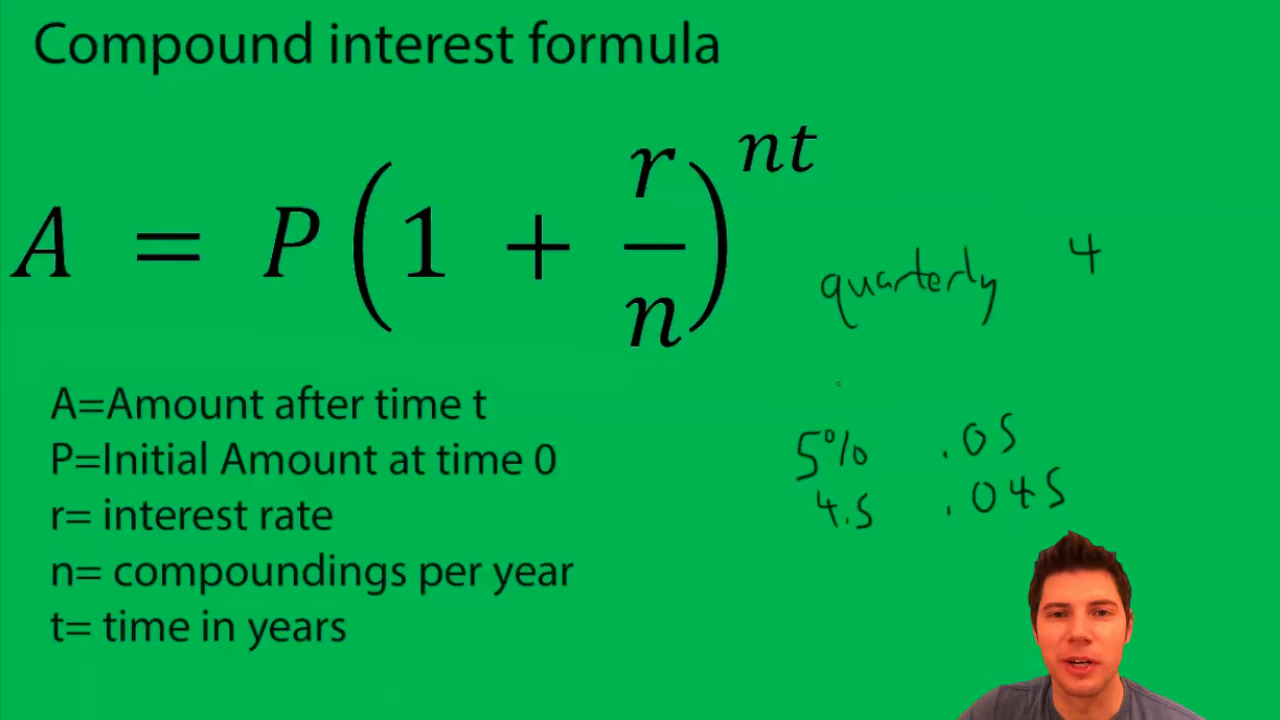 Compound interest formula
A = P(1 + r/n)^nt
quarterly 4
A=Amount after time t
P=Initial Amount at time 0
r= interest rate
n= compoundings per year
t= time in years
5% .05
4.5 .045